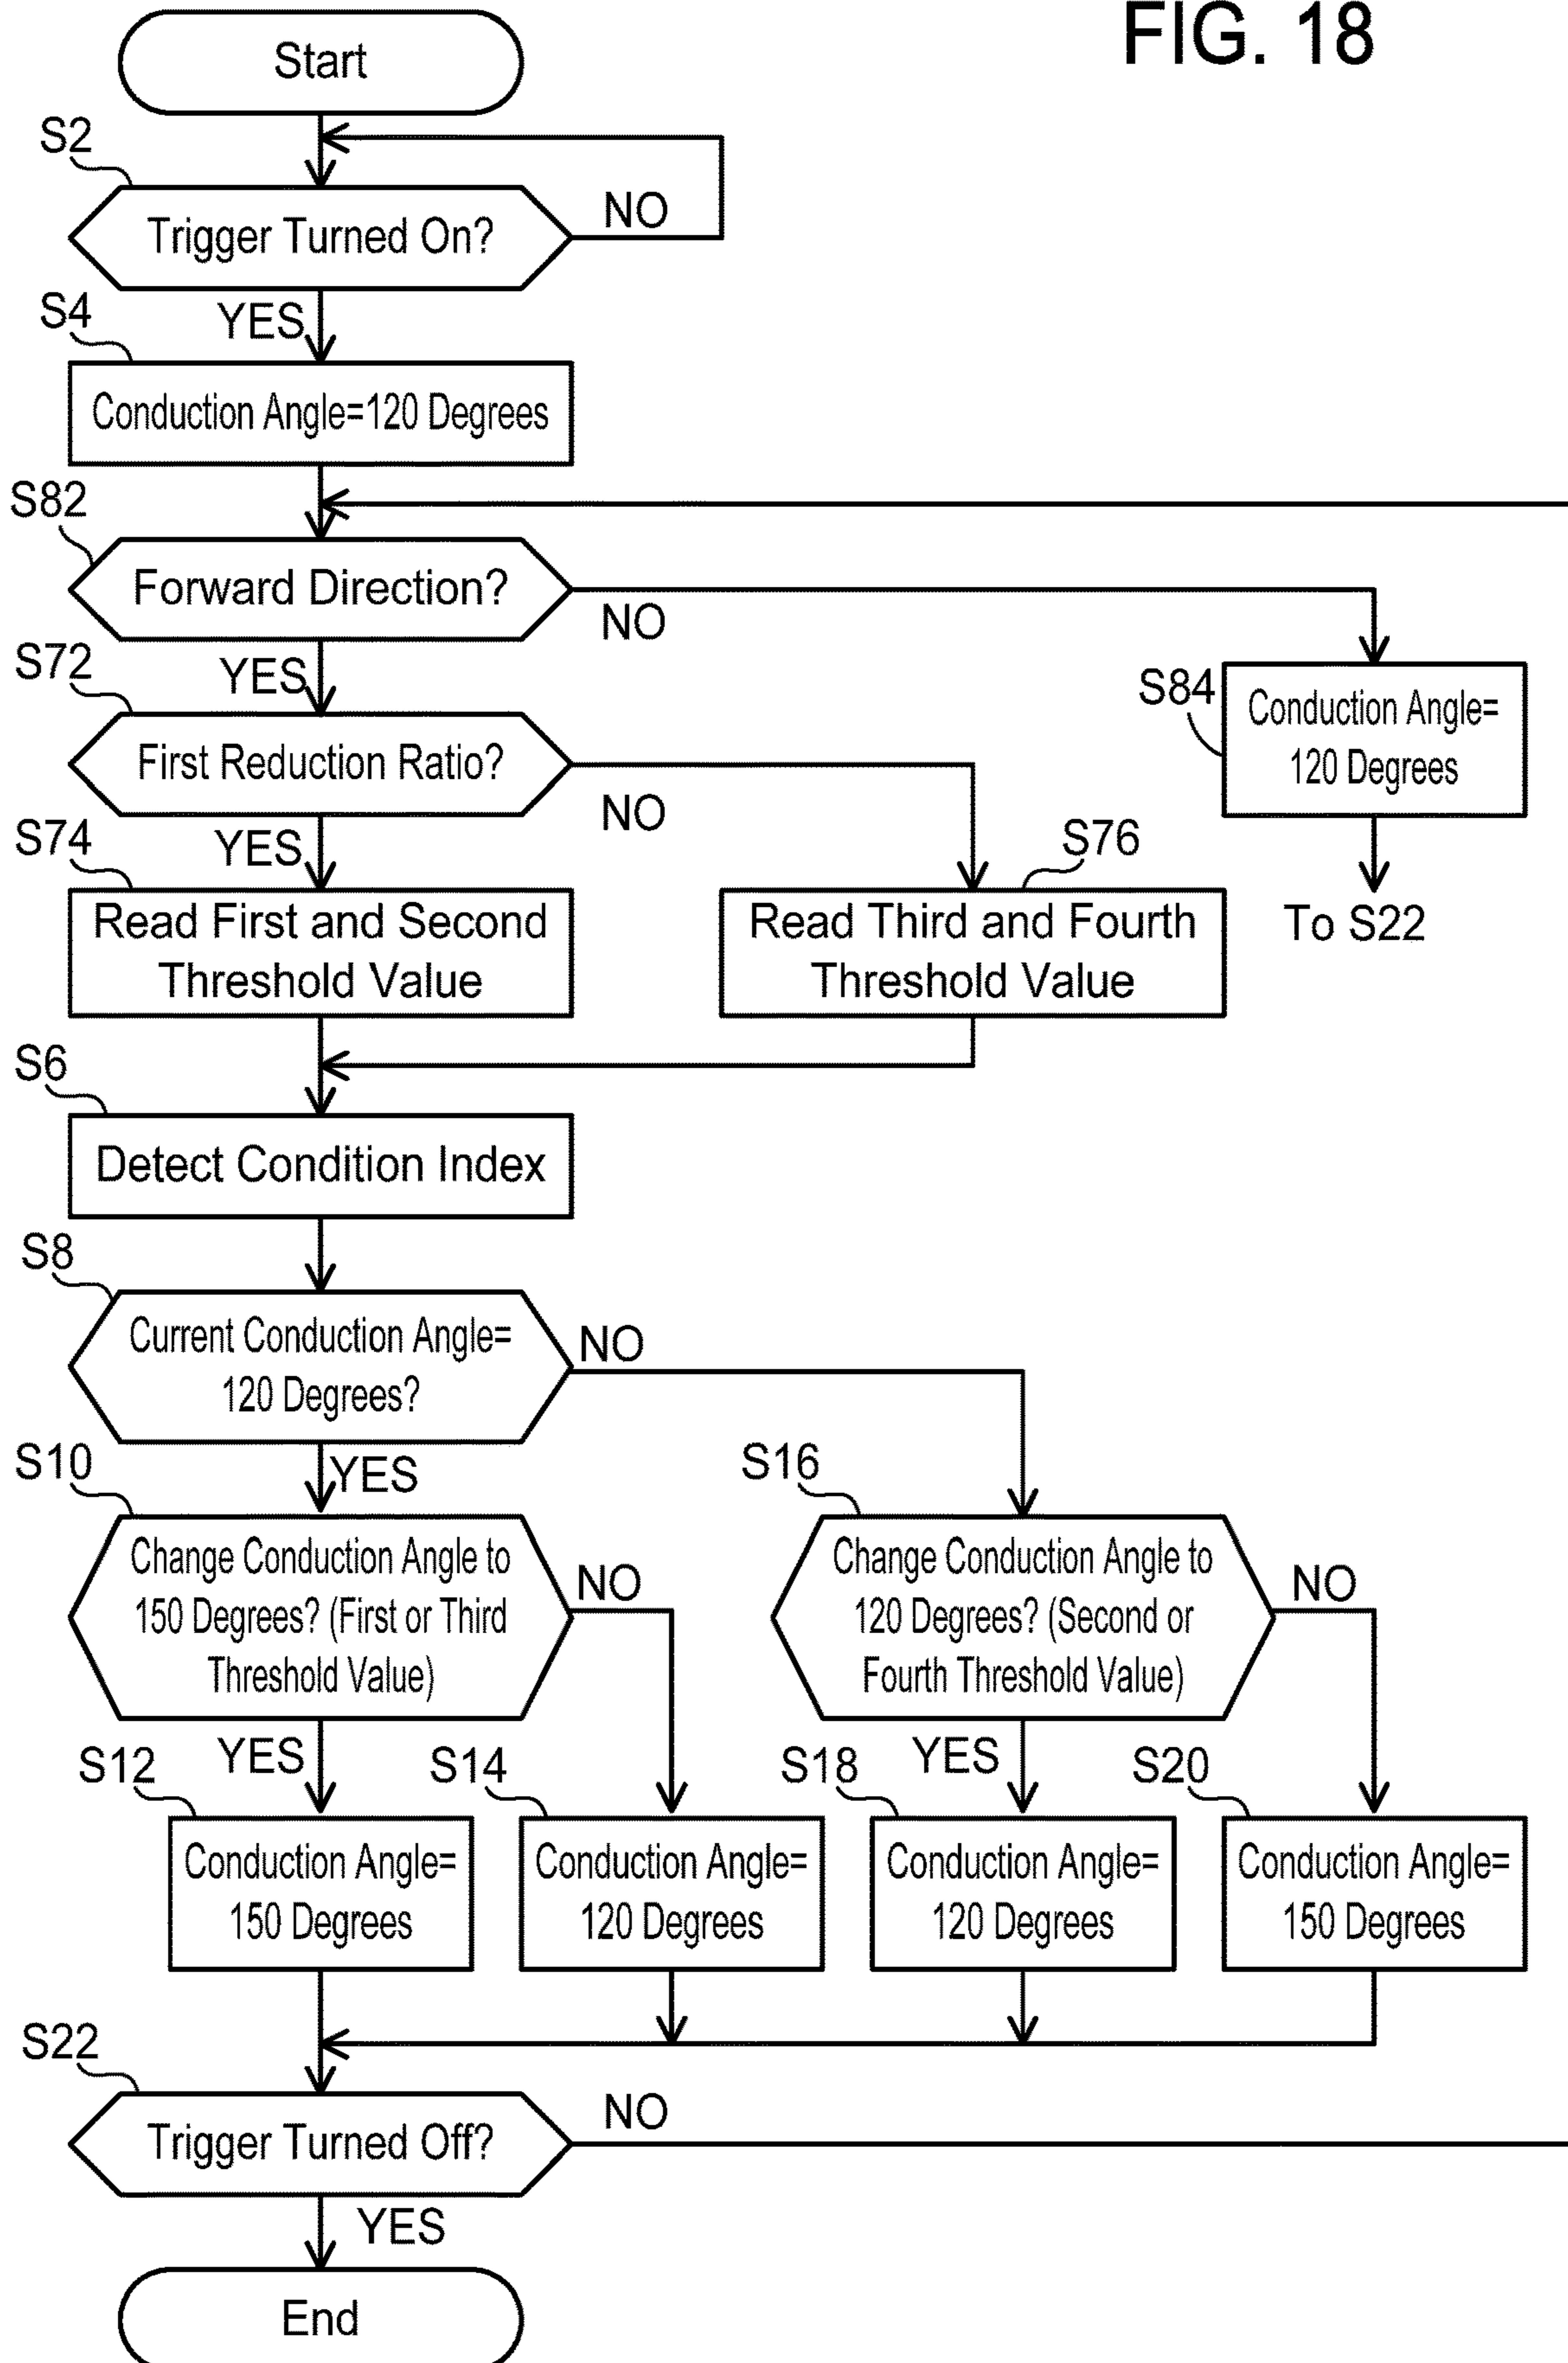 FIG. 18
Start
S2
Trigger Turned On?
NO
YES
S4
Conduction Angle=120 Degrees
S82
Forward Direction?
NO
YES
S72
First Reduction Ratio?
NO
YES
S84
Conduction Angle=
120 Degrees
To S22
S74
Read First and Second
Threshold Value
S76
Read Third and Fourth
Threshold Value
S6
Detect Condition Index
S8
Current Conduction Angle=
120 Degrees?
NO
YES
S10
Change Conduction Angle to
150 Degrees? (First or Third
Threshold Value)
NO
YES
S16
Change Conduction Angle to
120 Degrees? (Second or
Fourth Threshold Value)
NO
YES
S12
Conduction Angle=
150 Degrees
S14
Conduction Angle=
120 Degrees
S18
Conduction Angle=
120 Degrees
S20
Conduction Angle=
150 Degrees
S22
Trigger Turned Off?
NO
YES
End